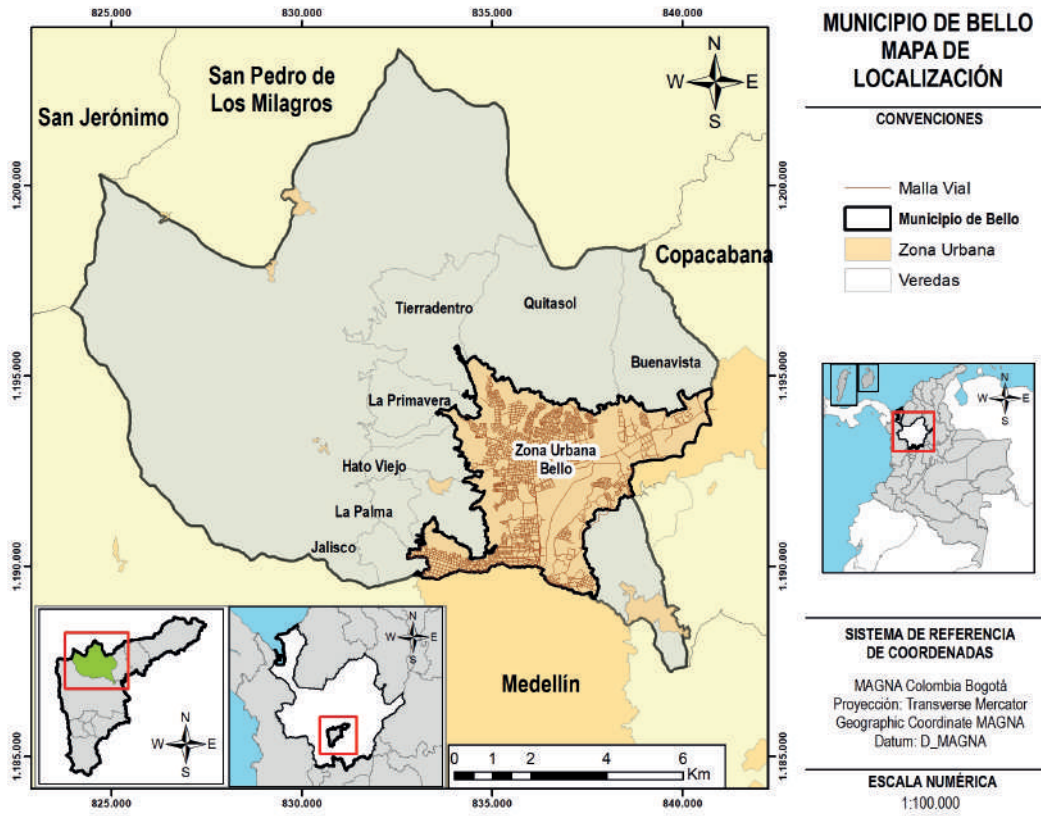 825.000
830.000
835.000
840.000
San Jerónimo
San Pedro de
Los Milagros
N
W E
S
1.200.000
1.200.000
Copacabana
Tierradentro
Quitasol
Buenavista
1.195.000
1.195.000
La Primavera
Zona Urbana
Bello
Hato Viejo
La Palma
Jalisco
1.190.000
1.190.000
Medellín
N
W E
S
N
W E
S
0 1 2 4 6
Km
1.185.000
1.185.000
825.000
830.000
835.000
840.000
MUNICIPIO DE BELLO
MAPA DE
LOCALIZACIÓN
CONVENCIONES
Malla Vial
Municipio de Bello
Zona Urbana
Veredas
N
W E
S
SISTEMA DE REFERENCIA
DE COORDENADAS
MAGNA Colombia Bogotá
Proyección: Transverse Mercator
Geographic Coordinate MAGNA
Datum: D_MAGNA
ESCALA NUMÉRICA
1:100.000